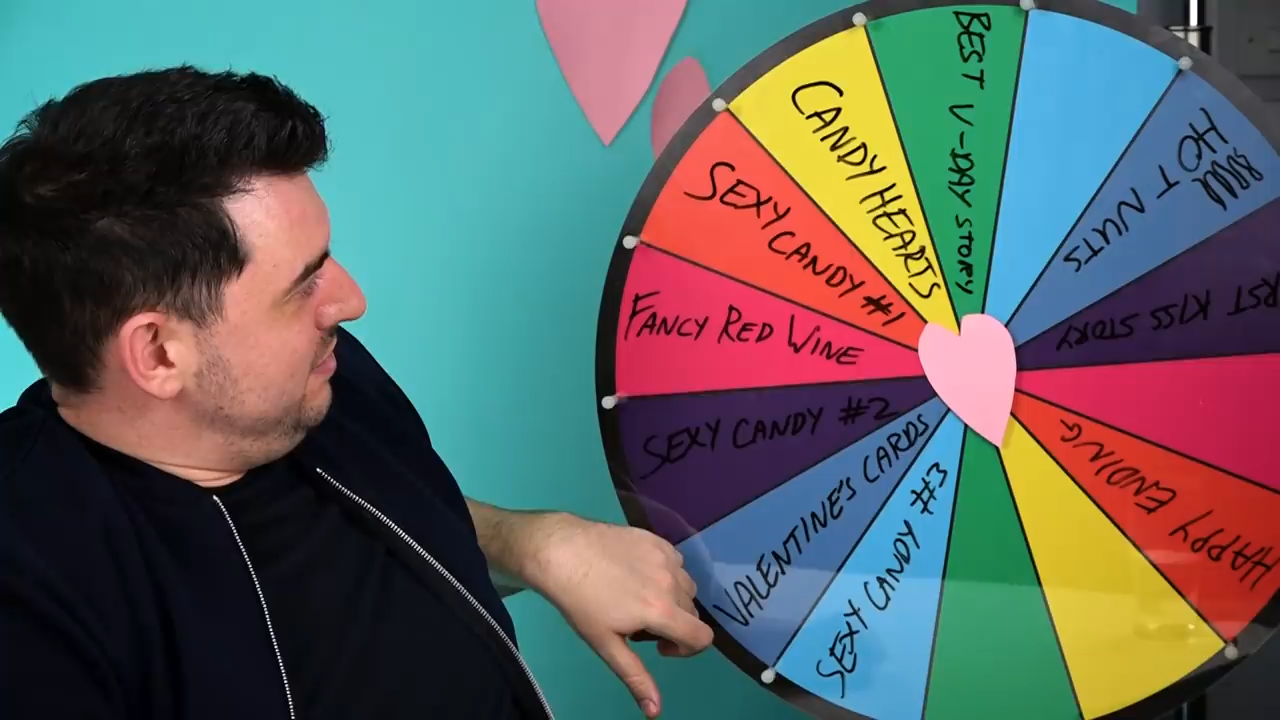 BEST V-DAY STORY
CANDY HEARTS
SEXY CANDY #1
FANCY RED WINE
SEXY CANDY #2
VALENTINE'S CARDS
SEXY CANDY #3
HAPPY ENDING
KISS STORY
HOT NUTS